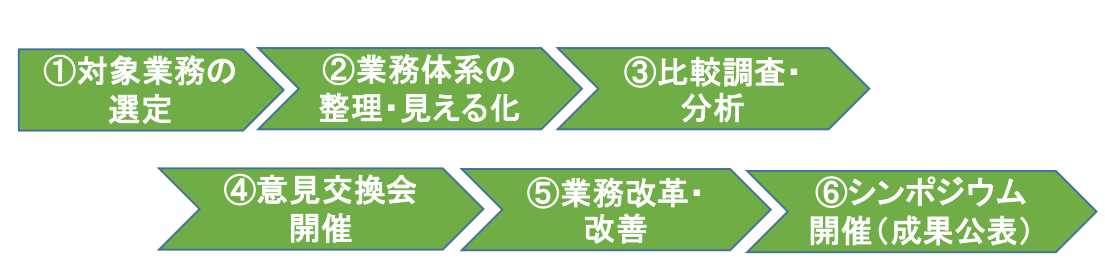 ①対象業務の
選定
②業務体系の
整理・見える化
③比較調査・
分析
④意見交換会
開催
⑤業務改革・
改善
⑥シンポジウム
開催（成果公表）